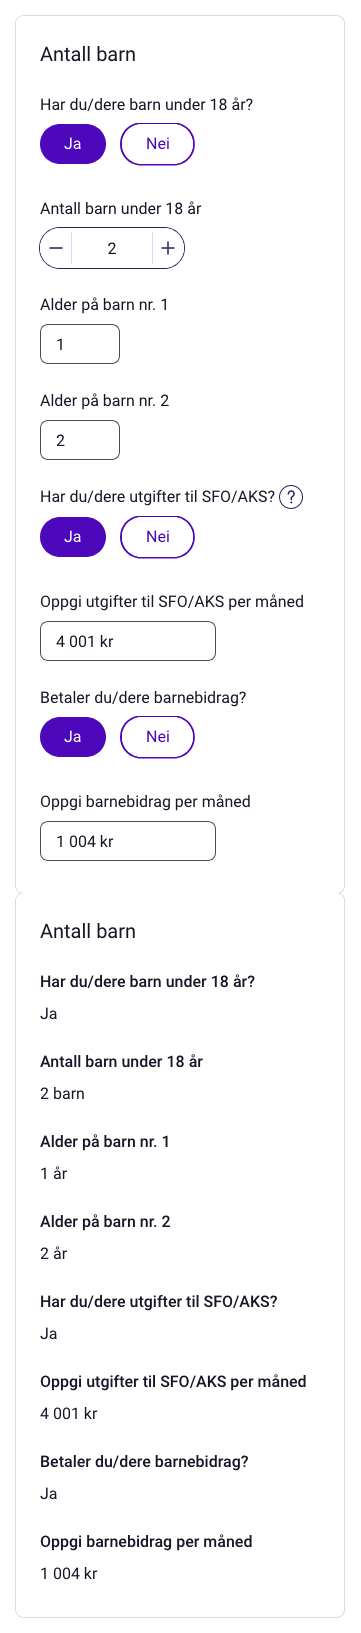 Antall barn
Har du/dere barn under 18 år?
Ja Nei
Antall barn under 18 år
− 2 +
Alder på barn nr. 1
1
Alder på barn nr. 2
2
Har du/dere utgifter til SFO/AKS? ?
Ja Nei
Oppgi utgifter til SFO/AKS per måned
4 001 kr
Betaler du/dere barnebidrag?
Ja Nei
Oppgi barnebidrag per måned
1 004 kr
Antall barn
Har du/dere barn under 18 år?
Ja
Antall barn under 18 år
2 barn
Alder på barn nr. 1
1 år
Alder på barn nr. 2
2 år
Har du/dere utgifter til SFO/AKS?
Ja
Oppgi utgifter til SFO/AKS per måned
4 001 kr
Betaler du/dere barnebidrag?
Ja
Oppgi barnebidrag per måned
1 004 kr